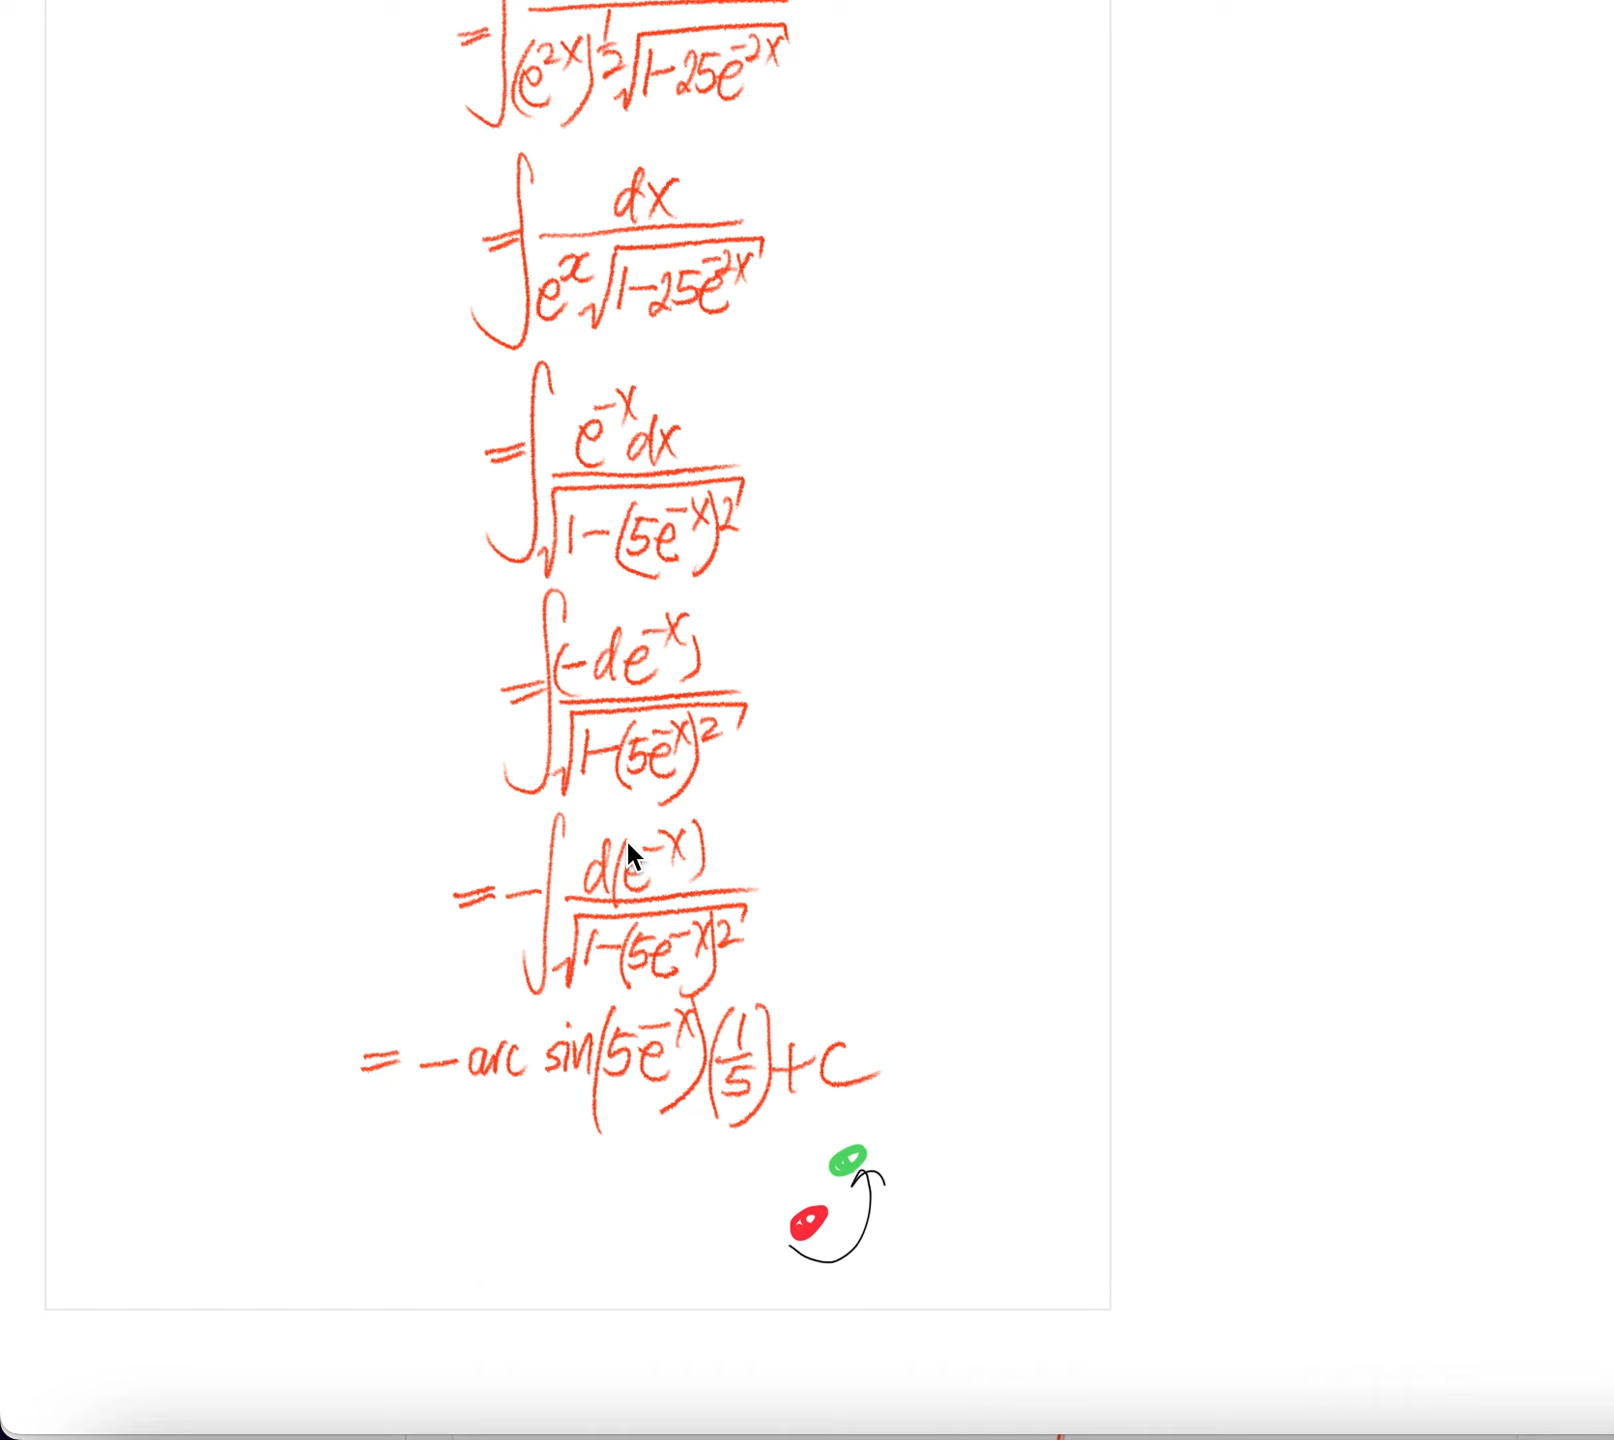 = ∫ / (e^{2x})^{1/2} √(1-25e^{-2x})
= ∫ dx / e^x √(1-25e^{-2x})
= ∫ e^{-x} dx / √(1-(5e^{-x})^2)
= ∫ (-de^{-x}) / √(1-(5e^{-x})^2)
= - ∫ d(e^{-x}) / √(1-(5e^{-x})^2)
= - arc sin(5e^{-x})(1/5)+C